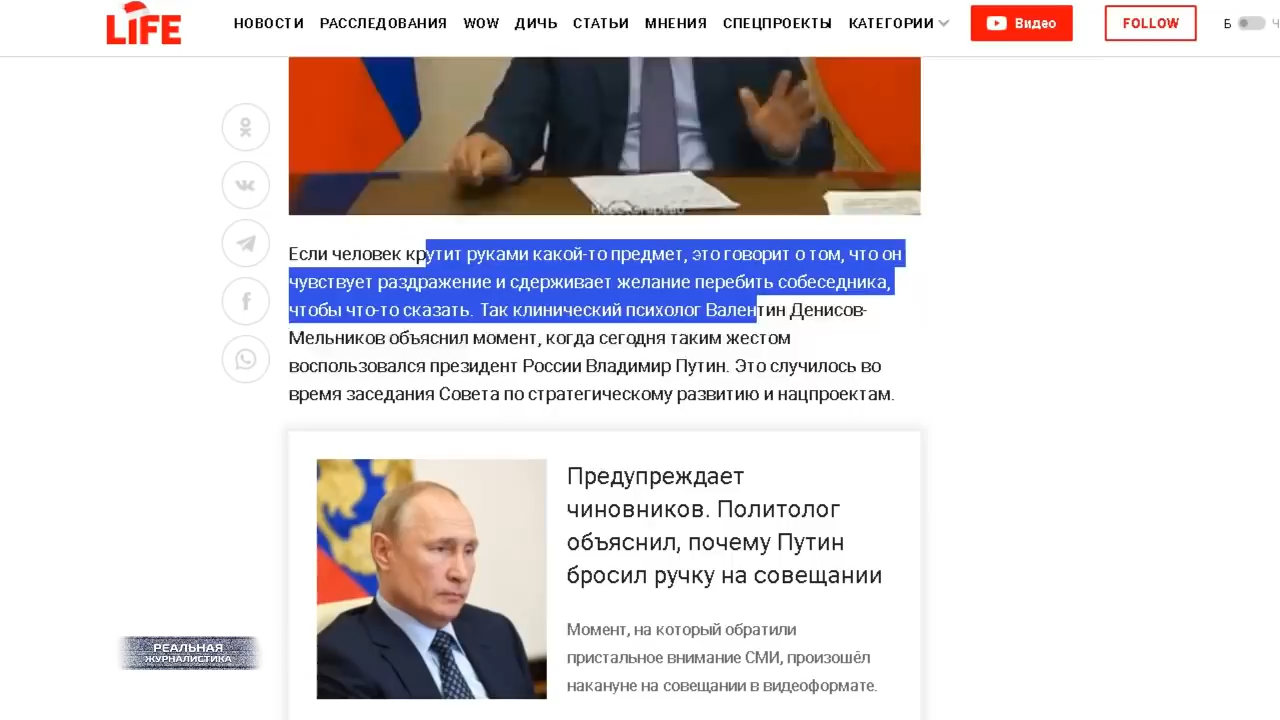 LIFE
НОВОСТИ РАССЛЕДОВАНИЯ WOW ДИЧЬ СТАТЬИ МНЕНИЯ СПЕЦПРОЕКТЫ КАТЕГОРИИ Видео FOLLOW Б Ч
Если человек крутит руками какой-то предмет, это говорит о том, что он
чувствует раздражение и сдерживает желание перебить собеседника,
чтобы что-то сказать. Так клинический психолог Валентин Денисов-
Мельников объяснил момент, когда сегодня таким жестом
воспользовался президент России Владимир Путин. Это случилось во
время заседания Совета по стратегическому развитию и нацпроектам.
Предупреждает
чиновников. Политолог
объяснил, почему Путин
бросил ручку на совещании
Момент, на который обратили
пристальное внимание СМИ, произошёл
накануне на совещании в видеоформате.
РЕАЛЬНАЯ
ЖУРНАЛИСТИКА